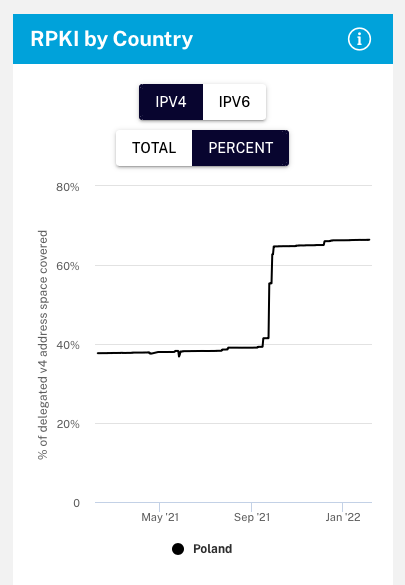 RPKI by Country
IPV4 IPV6
TOTAL PERCENT
80%
60%
40%
20%
0
% of delegated v4 address space covered
May '21 Sep '21 Jan '22
Poland